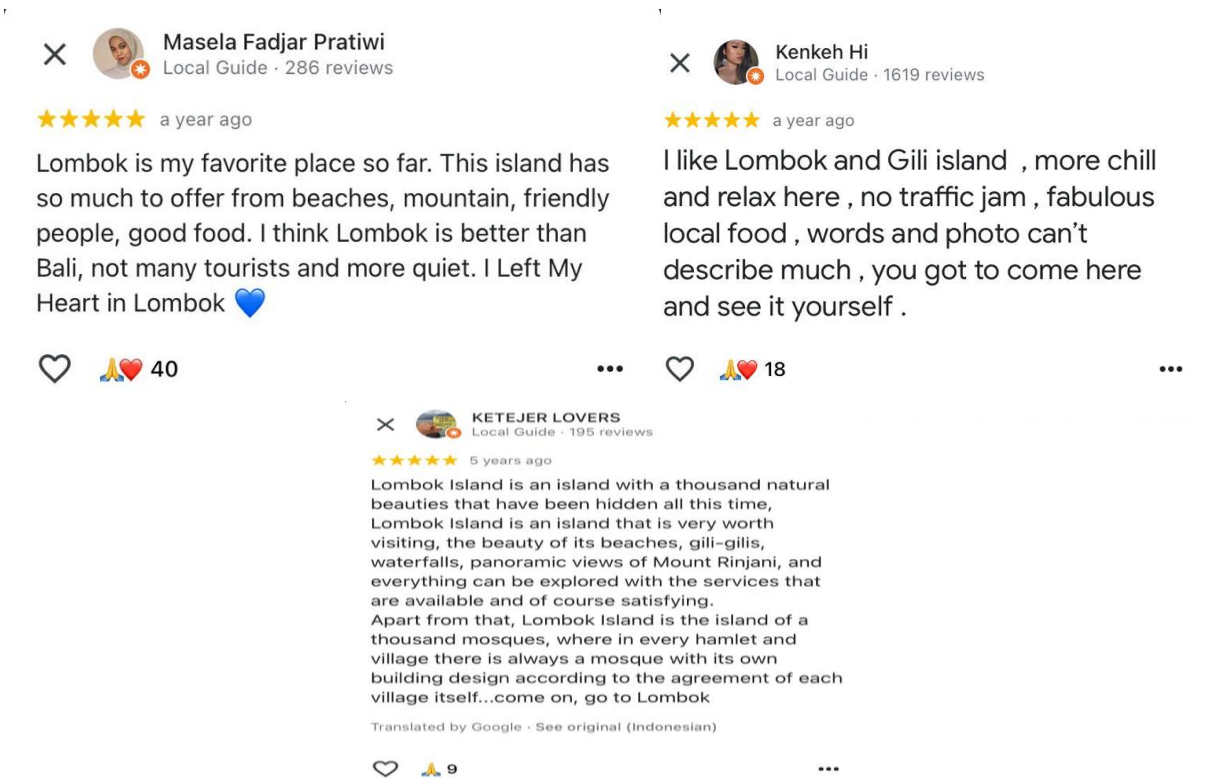 Masela Fadjar Pratiwi
Local Guide · 286 reviews
a year ago
Lombok is my favorite place so far. This island has
so much to offer from beaches, mountain, friendly
people, good food. I think Lombok is better than
Bali, not many tourists and more quiet. I Left My
Heart in Lombok 💙
🙏❤️ 40
Kenkeh Hi
Local Guide · 1619 reviews
a year ago
I like Lombok and Gili island , more chill
and relax here , no traffic jam , fabulous
local food , words and photo can't
describe much , you got to come here
and see it yourself .
🙏❤️ 18
KETEJER LOVERS
Local Guide · 195 reviews
5 years ago
Lombok Island is an island with a thousand natural
beauties that have been hidden all this time,
Lombok Island is an island that is very worth
visiting, the beauty of its beaches, gili-gilis,
waterfalls, panoramic views of Mount Rinjani, and
everything can be explored with the services that
are available and of course satisfying.
Apart from that, Lombok Island is the island of a
thousand mosques, where in every hamlet and
village there is always a mosque with its own
building design according to the agreement of each
village itself...come on, go to Lombok
Translated by Google · See original (Indonesian)
🙏 9